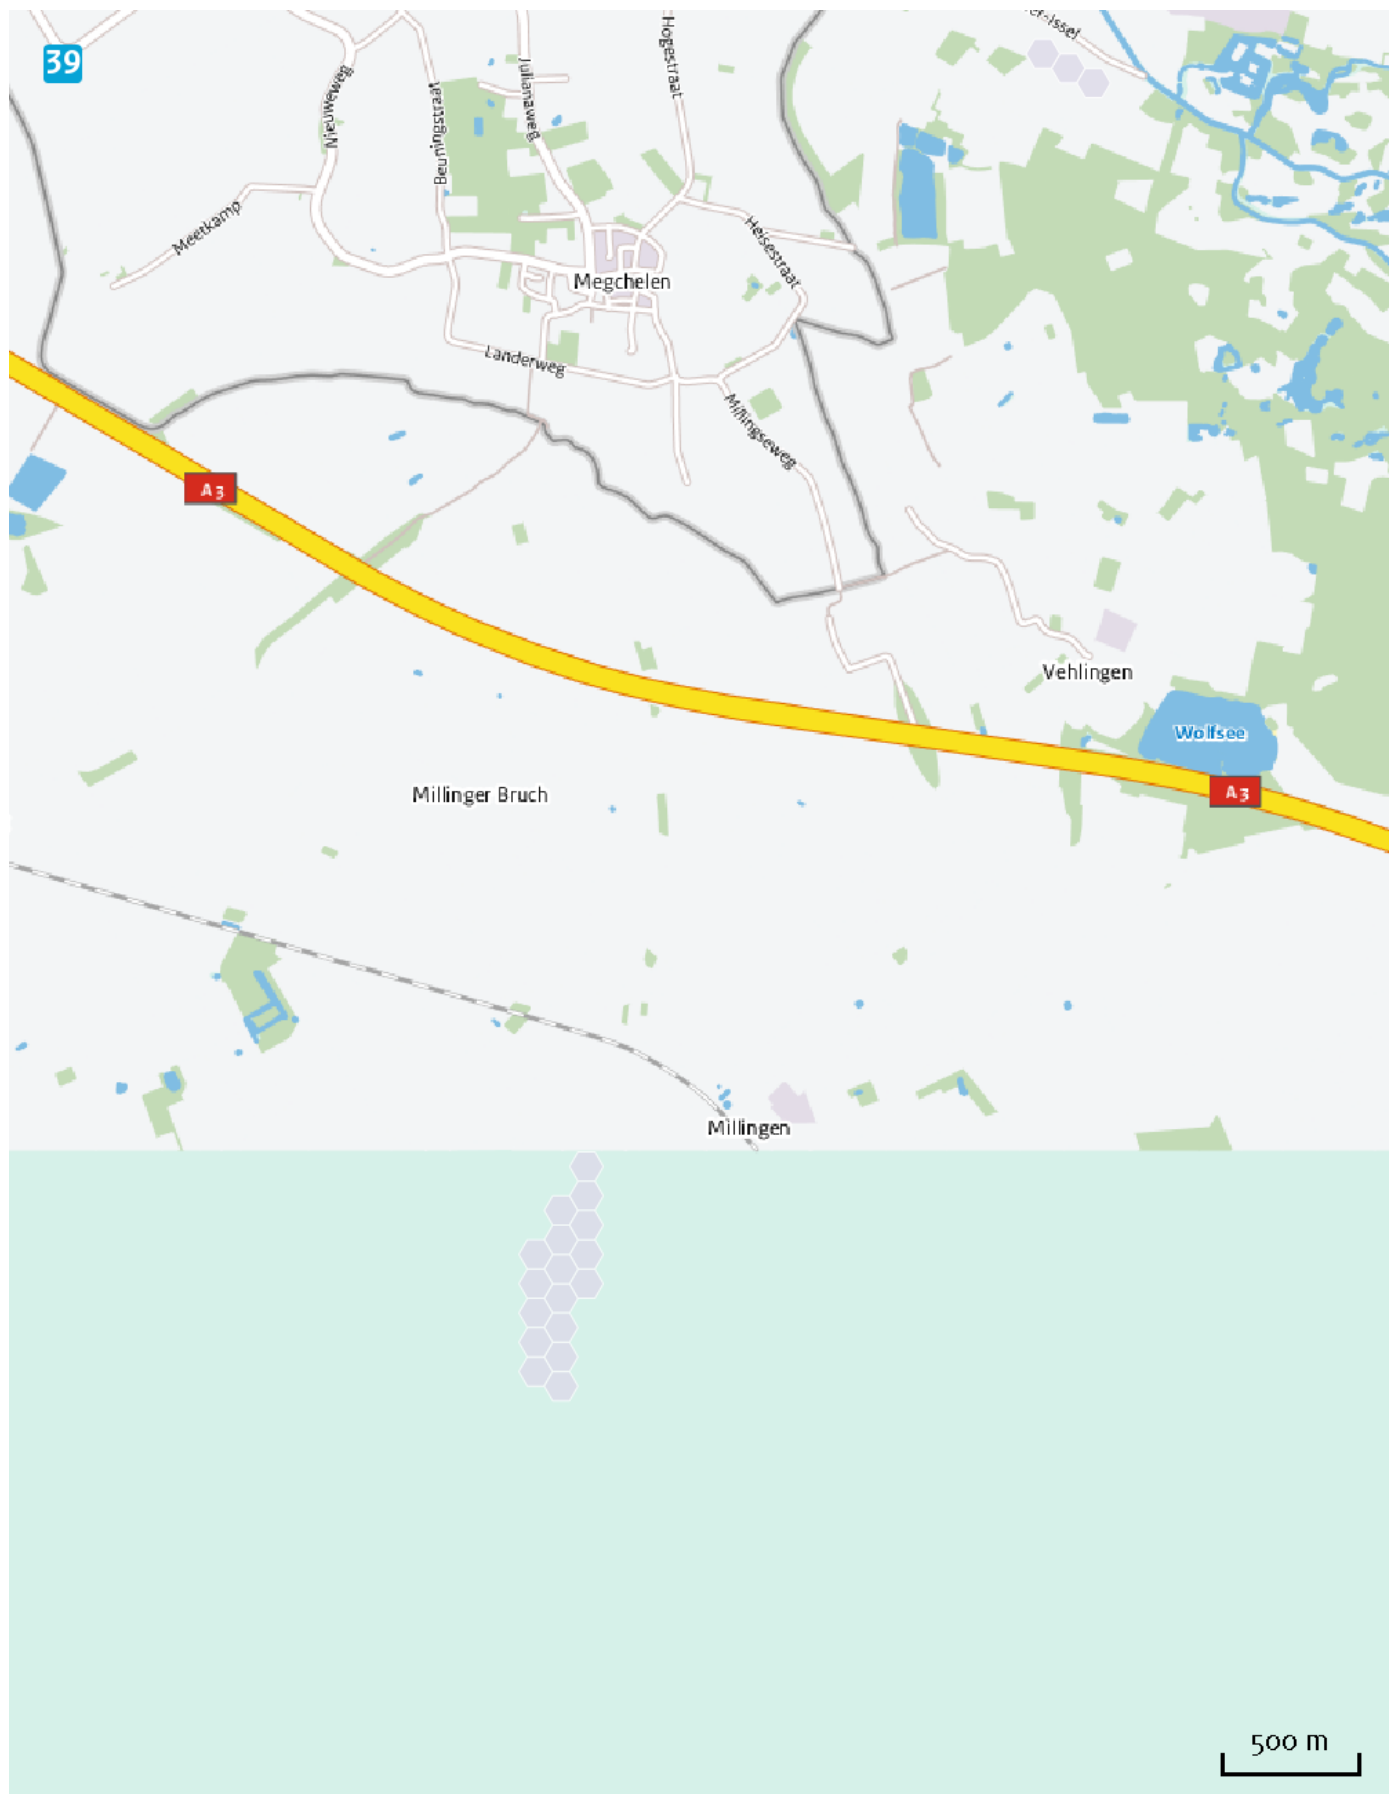 39
Hogestraat
Nieuweweg
Beuningstraat
Julianaweg
Meetkamp
Heisestraat
Megchelen
Landerweg
Millingseweg
A3
Vehlingen
Wolfsee
A3
Millinger Bruch
Millingen
500 m